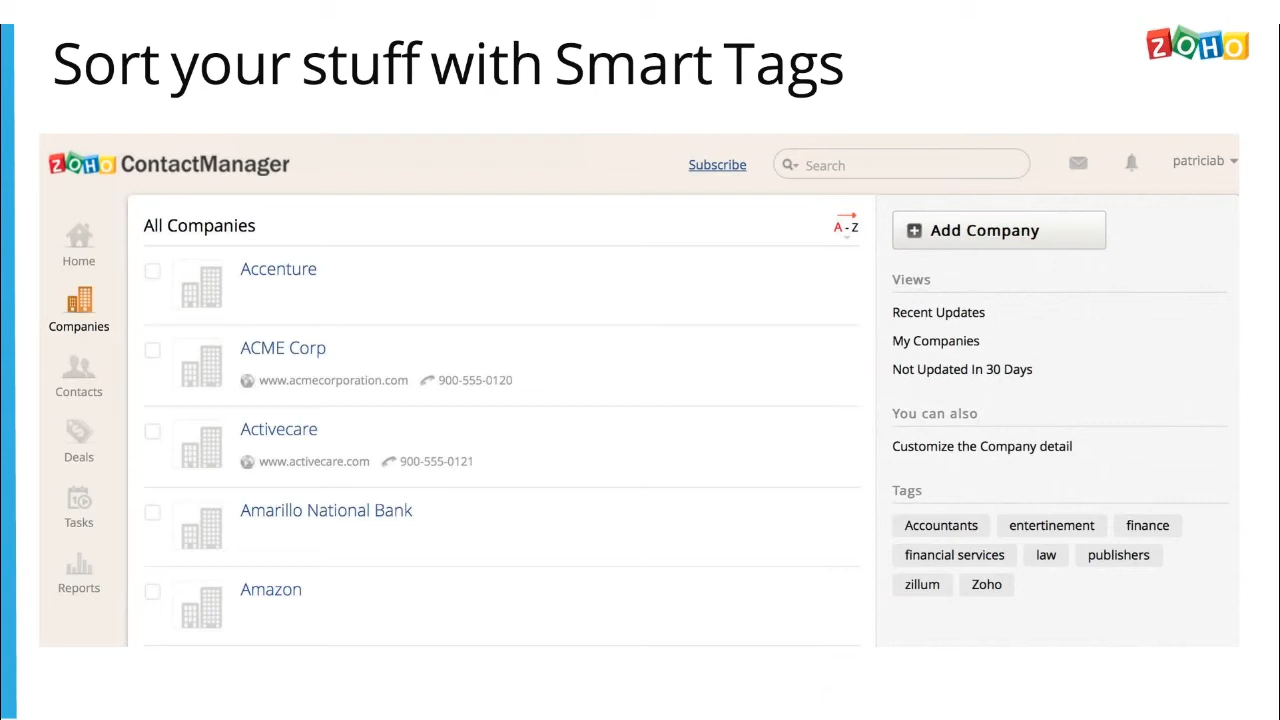 Sort your stuff with Smart Tags
ZOHO
ZOHO ContactManager
Subscribe
Search
patriciab
Home
Companies
Contacts
Deals
Tasks
Reports
All Companies
A - Z
Accenture
ACME Corp
www.acmecorporation.com 900-555-0120
Activecare
www.activecare.com 900-555-0121
Amarillo National Bank
Amazon
Add Company
Views
Recent Updates
My Companies
Not Updated In 30 Days
You can also
Customize the Company detail
Tags
Accountants entertinement finance
financial services law publishers
zillum Zoho